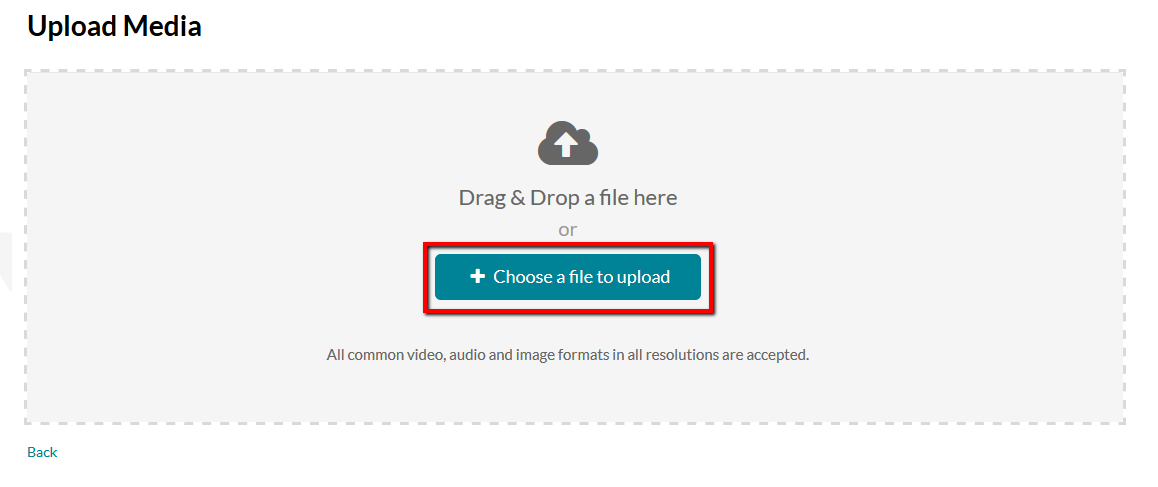 Upload Media
Drag & Drop a file here
or
Choose a file to upload
All common video, audio and image formats in all resolutions are accepted.
Back